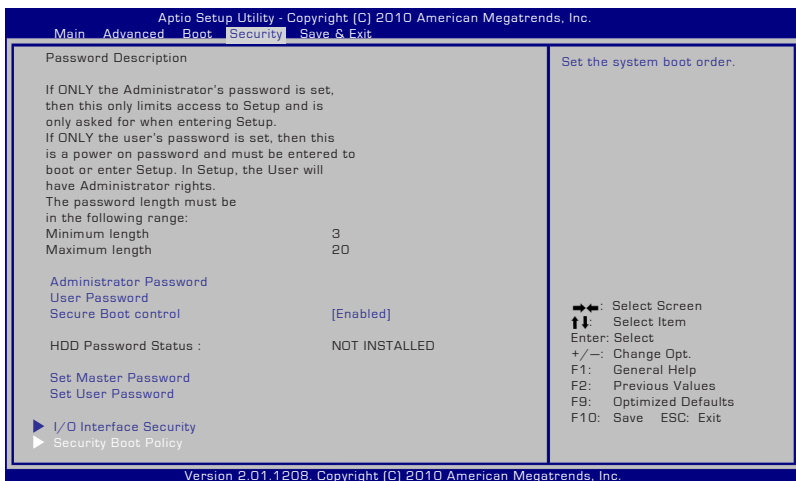 Aptio Setup Utility - Copyright (C) 2010 American Megatrends, Inc.
Main Advanced Boot Security Save & Exit
Password Description
If ONLY the Administrator's password is set,
then this only limits access to Setup and is
only asked for when entering Setup.
If ONLY the user's password is set, then this
is a power on password and must be entered to
boot or enter Setup. In Setup, the User will
have Administrator rights.
The password length must be
in the following range:
Minimum length 3
Maximum length 20
Administrator Password
User Password
Secure Boot control [Enabled]
HDD Password Status : NOT INSTALLED
Set Master Password
Set User Password
I/O Interface Security
Security Boot Policy
Set the system boot order.
→←: Select Screen
↑↓: Select Item
Enter: Select
+/—: Change Opt.
F1: General Help
F2: Previous Values
F9: Optimized Defaults
F10: Save ESC: Exit
Version 2.01.1208. Copyright (C) 2010 American Megatrends, Inc.